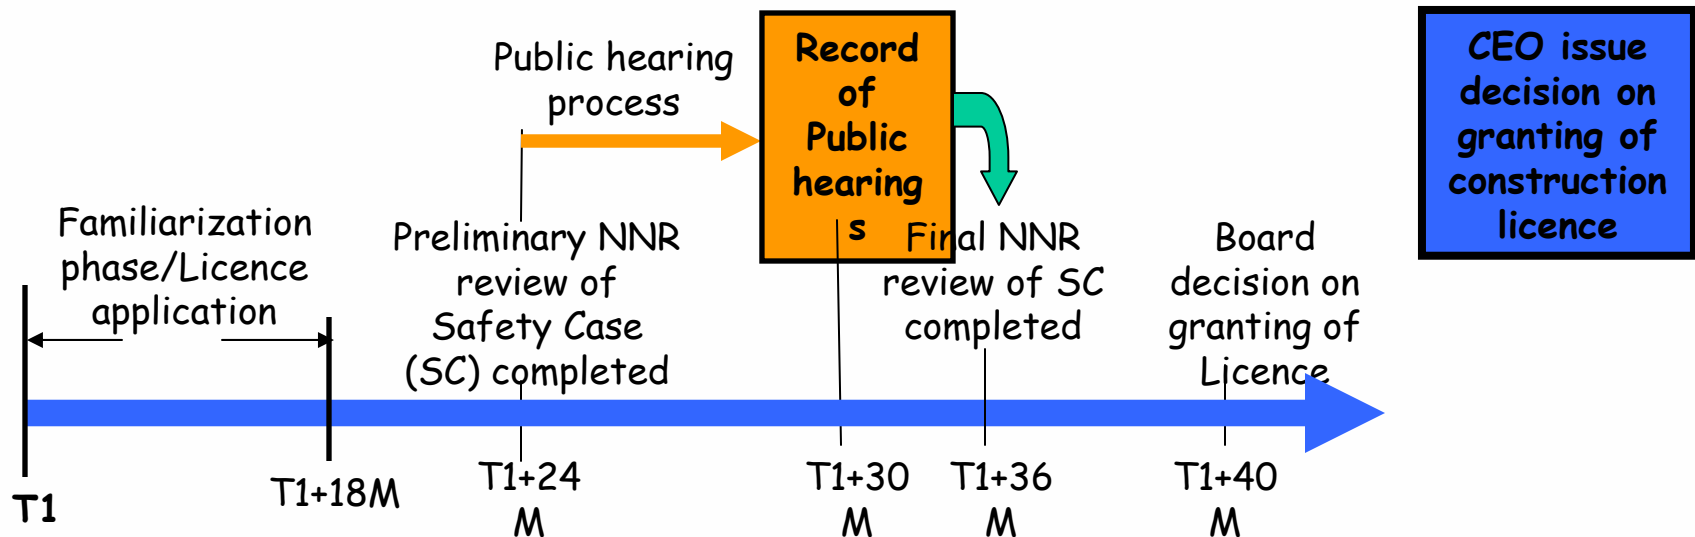 Public hearing
process
Record
of
Public
hearing
s
CEO issue
decision on
granting of
construction
licence
Familiarization
phase/Licence
application
Preliminary NNR
review of
Safety Case
(SC) completed
Final NNR
review of SC
completed
Board
decision on
granting of
Licence
T1
T1+18M
T1+24
M
T1+30
M
T1+36
M
T1+40
M